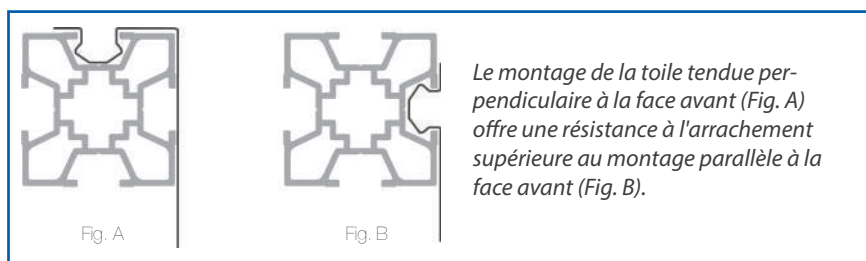 Le montage de la toile tendue per-
pendiculaire à la face avant (Fig. A)
offre une résistance à l'arrachement
supérieure au montage parallèle à la
face avant (Fig. B).
Fig. A
Fig. B